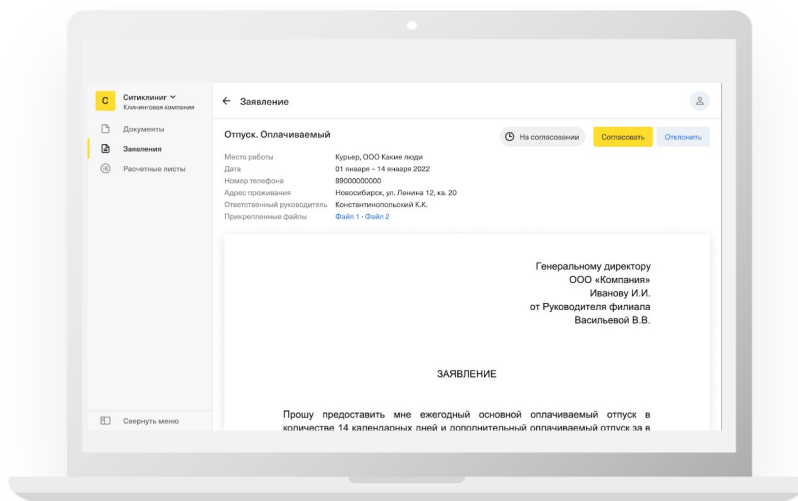 С
Ситиклиниг
Клининговая компания
Документы
Заявления
Расчетные листы
Свернуть меню
← Заявление
Отпуск. Оплачиваемый
На согласовании
Согласовать
Отклонить
Место работы Курьер, ООО Какие люди
Дата 01 января – 14 января 2022
Номер телефона 89000000000
Адрес проживания Новосибирск, ул. Ленина 12, кв. 20
Ответственный руководитель Константинопольский К.К.
Прикрепленные файлы Файл 1 · Файл 2
Генеральному директору
ООО «Компания»
Иванову И.И.
от Руководителя филиала
Васильевой В.В.
ЗАЯВЛЕНИЕ
Прошу предоставить мне ежегодный основной оплачиваемый отпуск в
количестве 14 календарных дней и дополнительный оплачиваемый отпуск за в